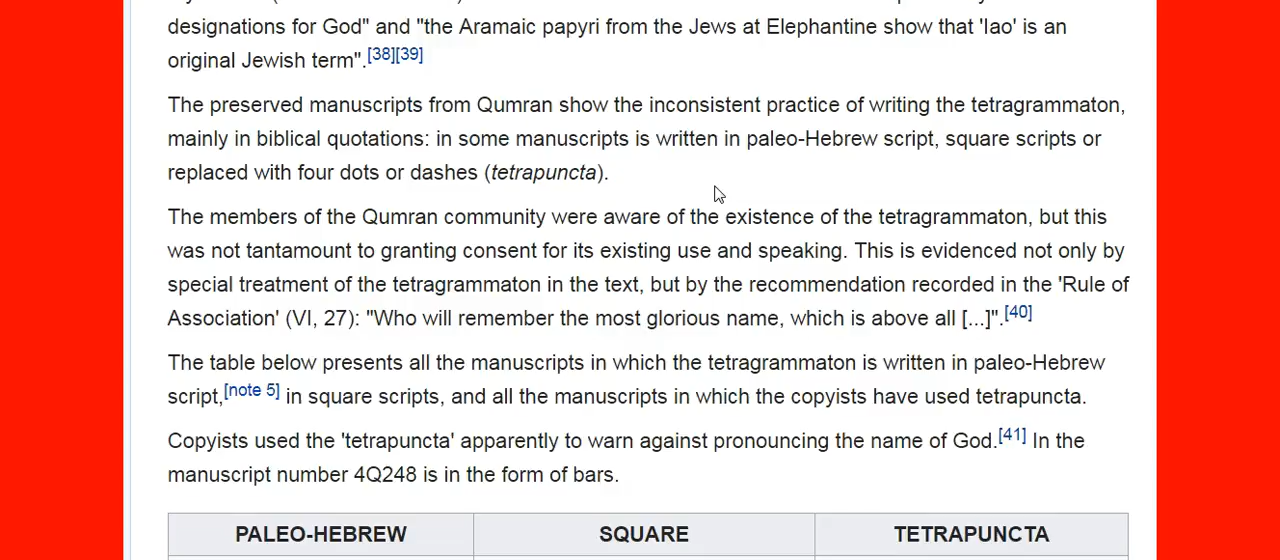 designations for God" and "the Aramaic papyri from the Jews at Elephantine show that 'Iao' is an
original Jewish term".[38][39]
The preserved manuscripts from Qumran show the inconsistent practice of writing the tetragrammaton,
mainly in biblical quotations: in some manuscripts is written in paleo-Hebrew script, square scripts or
replaced with four dots or dashes (tetrapuncta).
The members of the Qumran community were aware of the existence of the tetragrammaton, but this
was not tantamount to granting consent for its existing use and speaking. This is evidenced not only by
special treatment of the tetragrammaton in the text, but by the recommendation recorded in the 'Rule of
Association' (VI, 27): "Who will remember the most glorious name, which is above all [...]".[40]
The table below presents all the manuscripts in which the tetragrammaton is written in paleo-Hebrew
script,[note 5] in square scripts, and all the manuscripts in which the copyists have used tetrapuncta.
Copyists used the 'tetrapuncta' apparently to warn against pronouncing the name of God.[41] In the
manuscript number 4Q248 is in the form of bars.
PALEO-HEBREW SQUARE TETRAPUNCTA